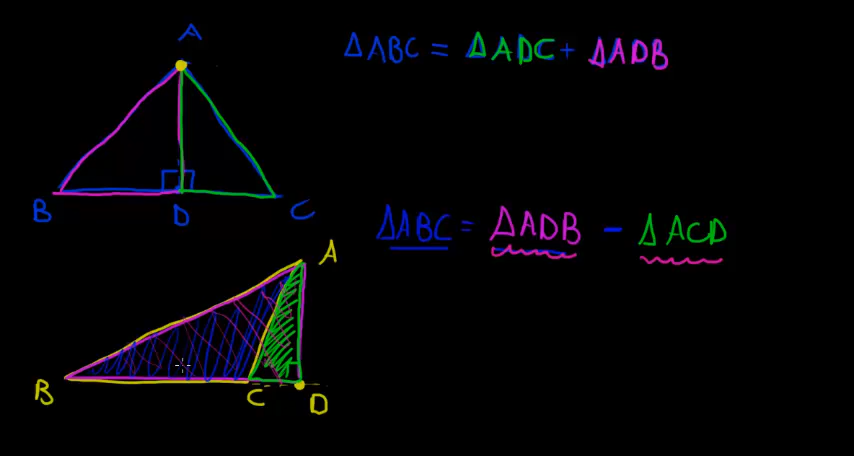 A
ΔABC = ΔADC + ΔADB
B D C
ΔABC = ΔADB - ΔACD
A
B C D